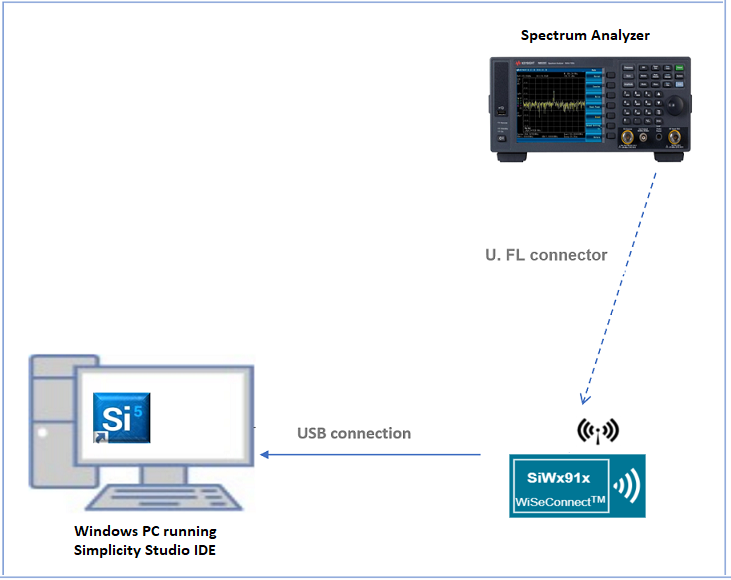 Spectrum Analyzer
U. FL connector
Si 5
USB connection
SiWx91x
WiSeConnect™
Windows PC running
Simplicity Studio IDE